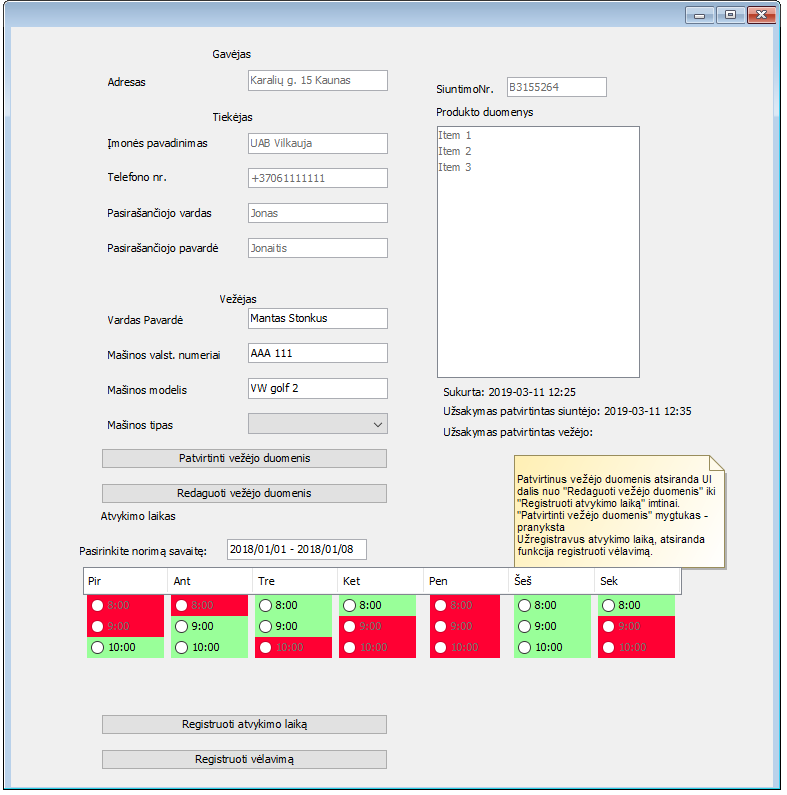 Gavėjas
Adresas
Karalių g. 15 Kaunas
Tiekėjas
Įmonės pavadinimas
UAB Vilkauja
Telefono nr.
+37061111111
Pasirašančiojo vardas
Jonas
Pasirašančiojo pavardė
Jonaitis
Vežėjas
Vardas Pavardė
Mantas Stonkus
Mašinos valst. numeriai
AAA 111
Mašinos modelis
VW golf 2
Mašinos tipas
Patvirtinti vežėjo duomenis
Redaguoti vežėjo duomenis
SiuntimoNr.
B3155264
Produkto duomenys
Item 1
Item 2
Item 3
Sukurta: 2019-03-11 12:25
Užsakymas patvirtintas siuntėjo: 2019-03-11 12:35
Užsakymas patvirtintas vežėjo:
Patvirtinus vežėjo duomenis atsiranda UI
dalis nuo "Redaguoti vežėjo duomenis" iki
"Registruoti atvykimo laiką" imtinai.
"Patvirtinti vežėjo duomenis" mygtukas -
pranyksta
Užregistravus atvykimo laiką, atsiranda
funkcija registruoti vėlavimą.
Atvykimo laikas
Pasirinkite norimą savaitę:
2018/01/01 - 2018/01/08
Pir Ant Tre Ket Pen Šeš Sek
8:00 8:00 8:00 8:00 8:00 8:00 8:00
9:00 9:00 9:00 9:00 9:00 9:00 9:00
10:00 10:00 10:00 10:00 10:00 10:00 10:00
Registruoti atvykimo laiką
Registruoti vėlavimą